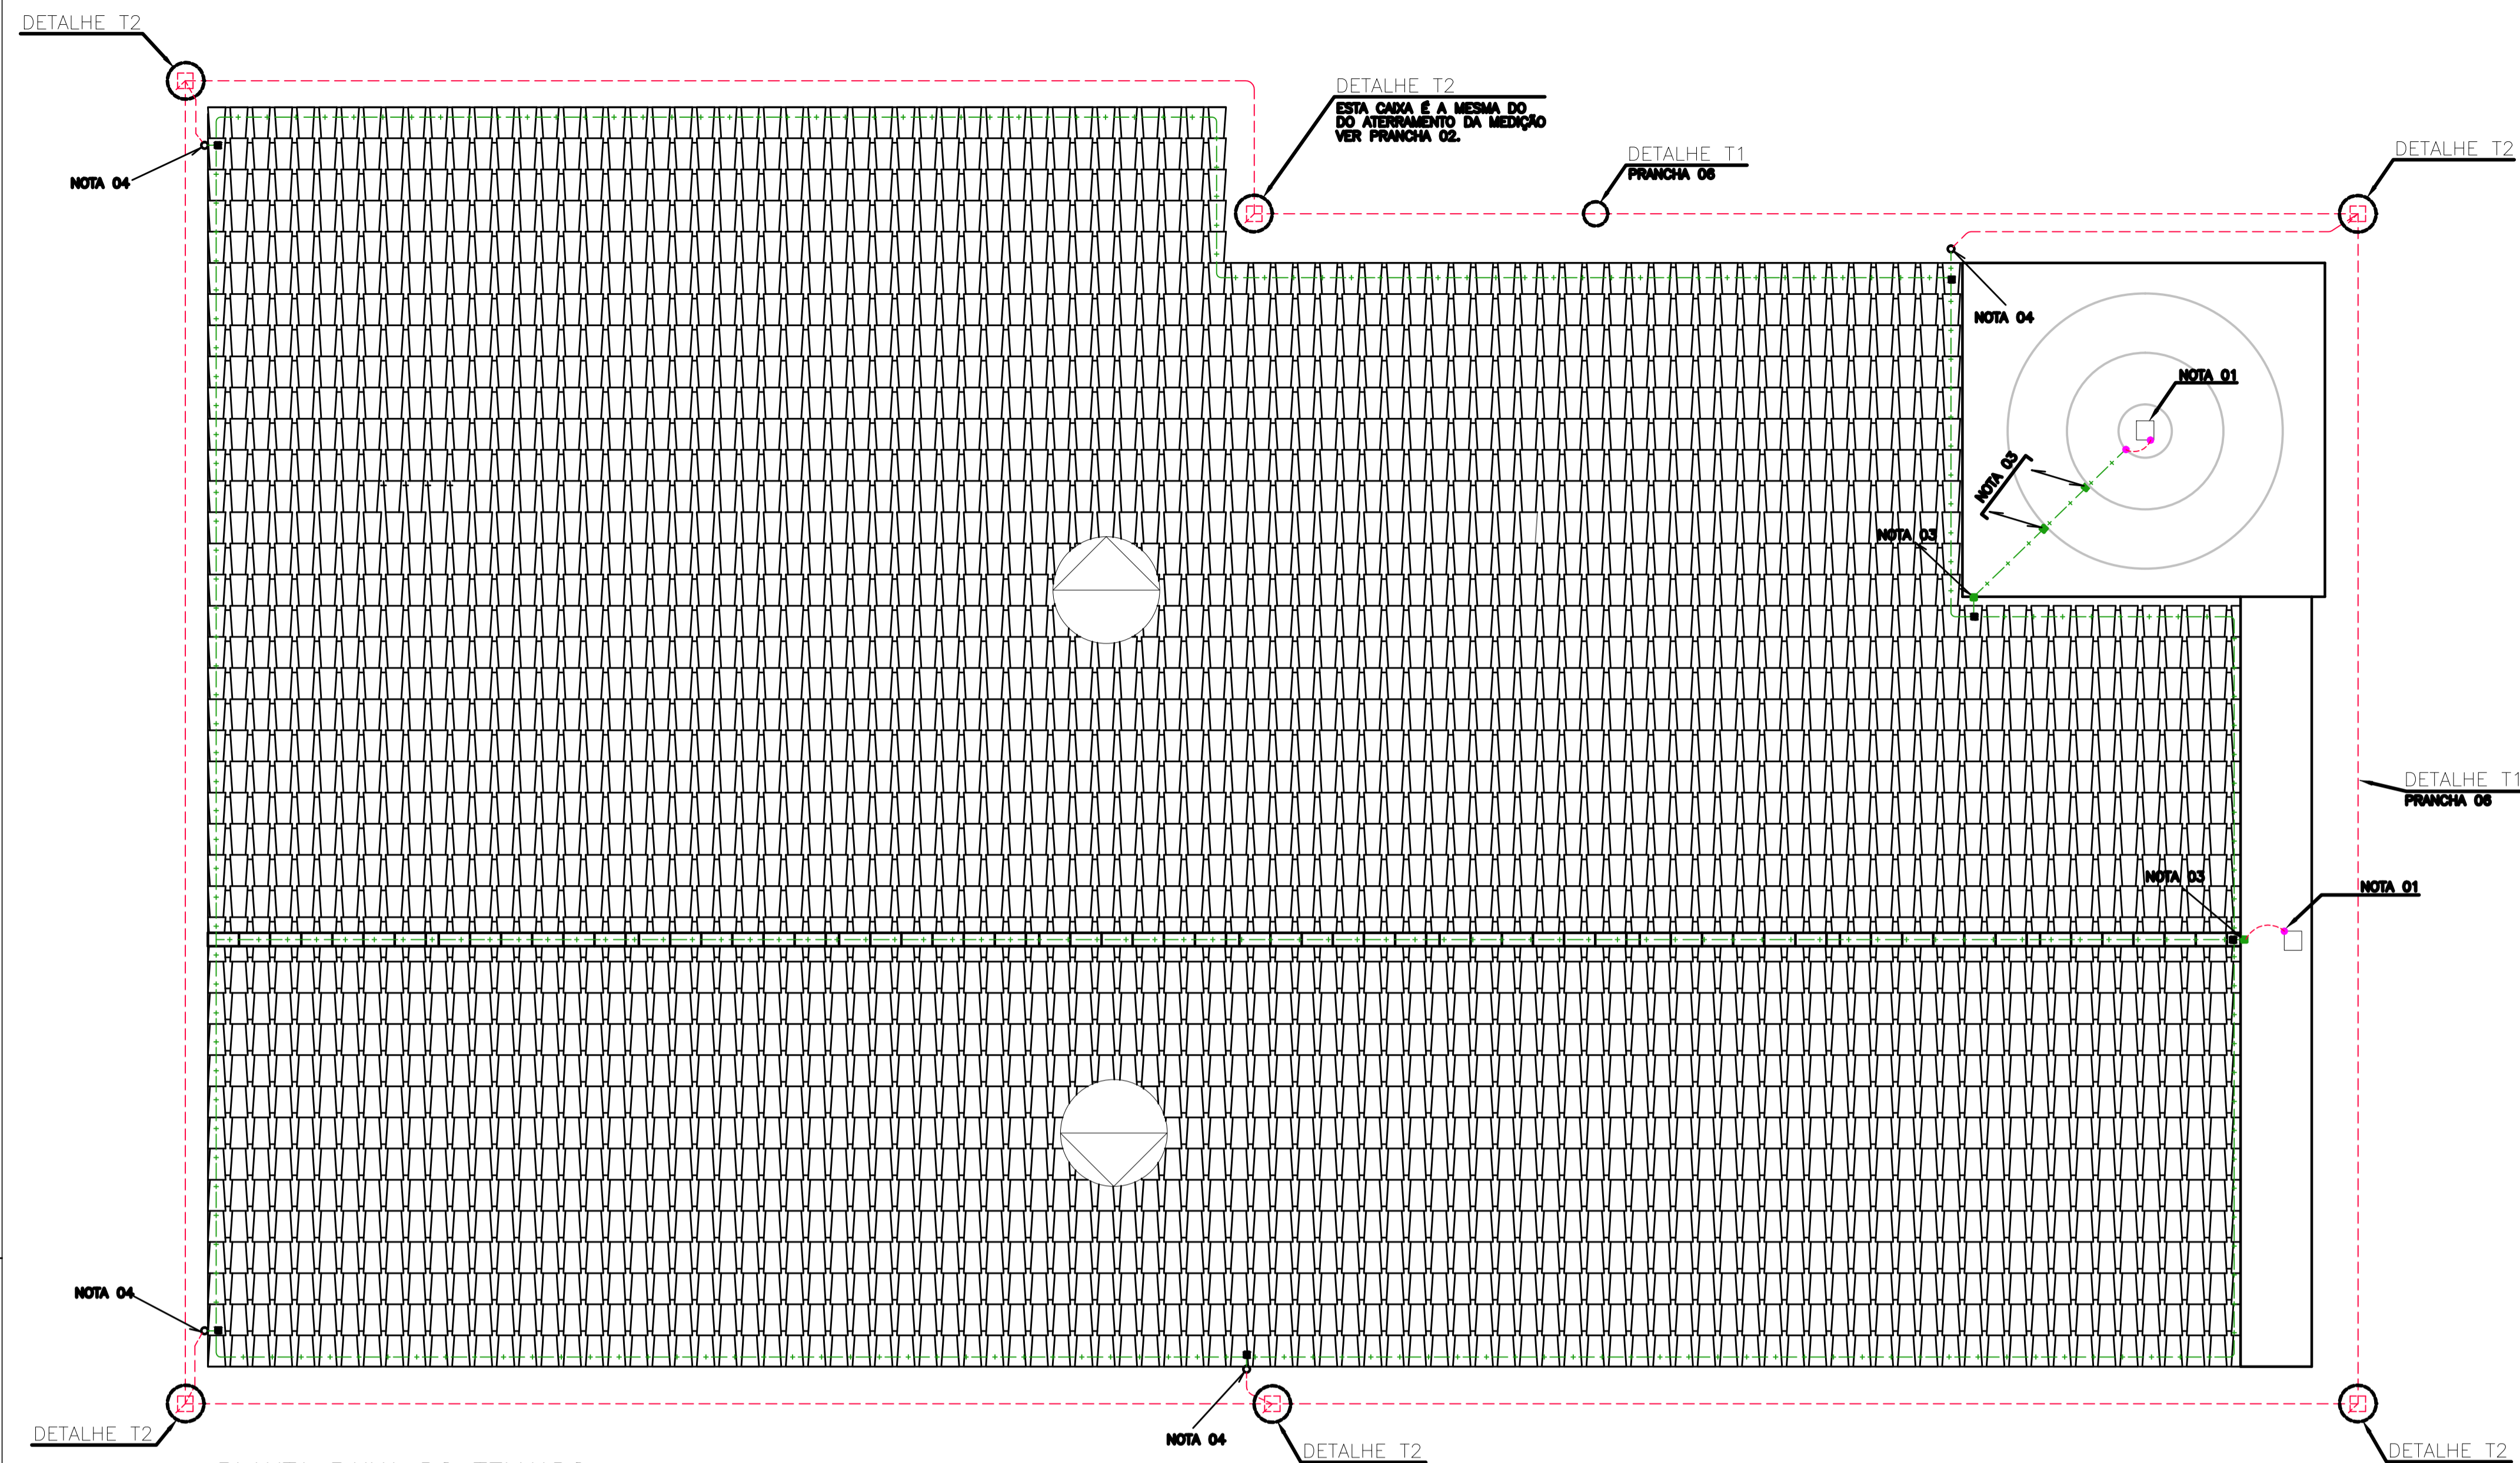 DETALHE T2
DETALHE T2
ESTA CAIXA É A MESMA DO
DO ATERRAMENTO DA MEDIÇÃO
VER PRANCHA 02.
DETALHE T1
PRANCHA 06
DETALHE T2
NOTA 04
NOTA 04
NOTA 01
NOTA 03
NOTA 03
DETALHE T1
PRANCHA 06
NOTA 03
NOTA 01
NOTA 04
DETALHE T2
NOTA 04
DETALHE T2
DETALHE T2